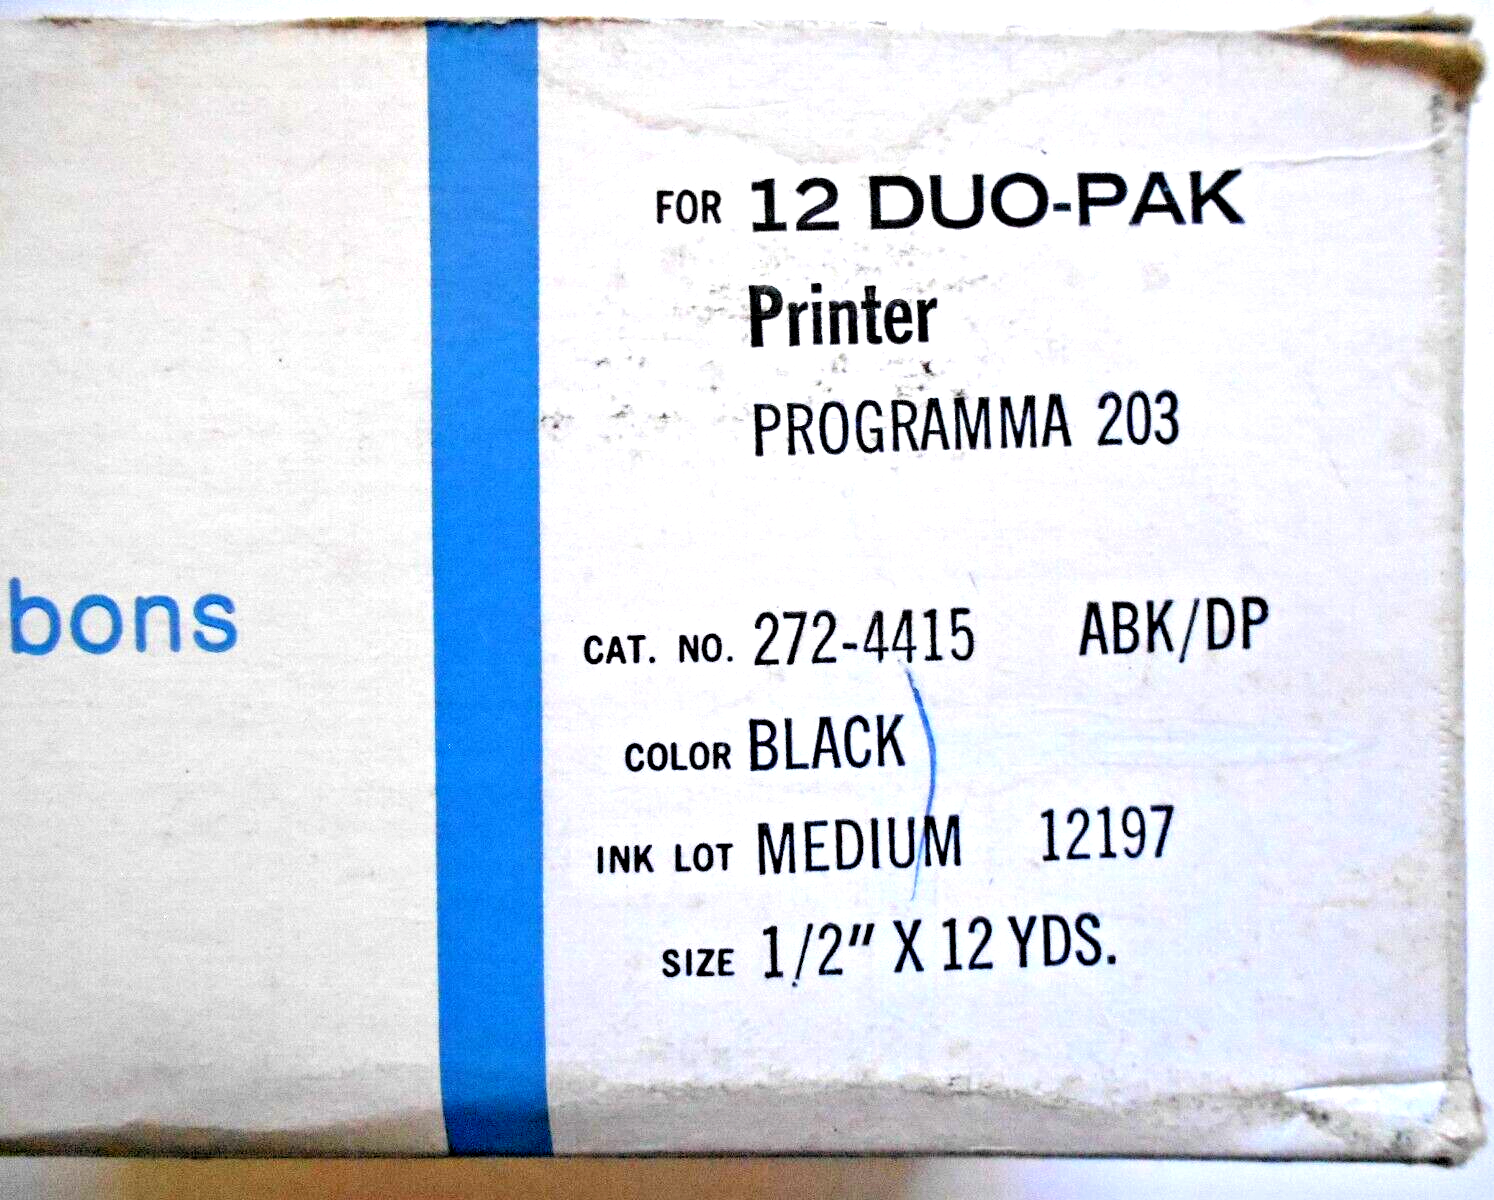 FOR 12 DUO-PAK
Printer
PROGRAMMA 203
bons
CAT. NO. 272-4415 ABK/DP
COLOR BLACK
INK LOT MEDIUM 12197
SIZE 1/2" X 12 YDS.